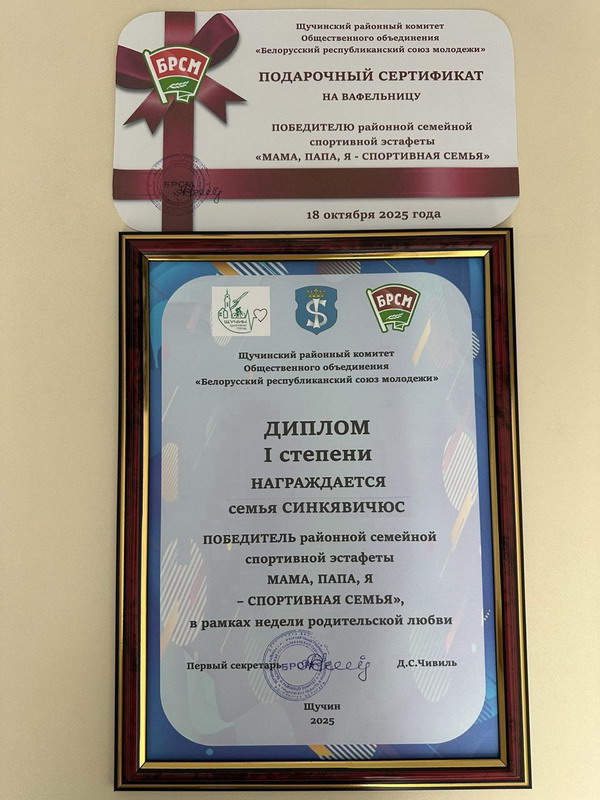 Щучинский районный комитет
Общественного объединения
«Белорусский республиканский союз молодежи»
БРСМ
ПОДАРОЧНЫЙ СЕРТИФИКАТ
НА ВАФЕЛЬНИЦУ
ПОБЕДИТЕЛЮ районной семейной
спортивной эстафеты
«МАМА, ПАПА, Я - СПОРТИВНАЯ СЕМЬЯ»
БРСМ
18 октября 2025 года
ЩУЧИН
БРСМ
Щучинский районный комитет
Общественного объединения
«Белорусский республиканский союз молодежи»
ДИПЛОМ
I степени
НАГРАЖДАЕТСЯ
семья СИНКЯВИЧЮС
ПОБЕДИТЕЛЬ районной семейной
спортивной эстафеты
МАМА, ПАПА, Я
– СПОРТИВНАЯ СЕМЬЯ»,
в рамках недели родительской любви
Первый секретарь БРСМ Д.С.Чивиль
Щучин
2025